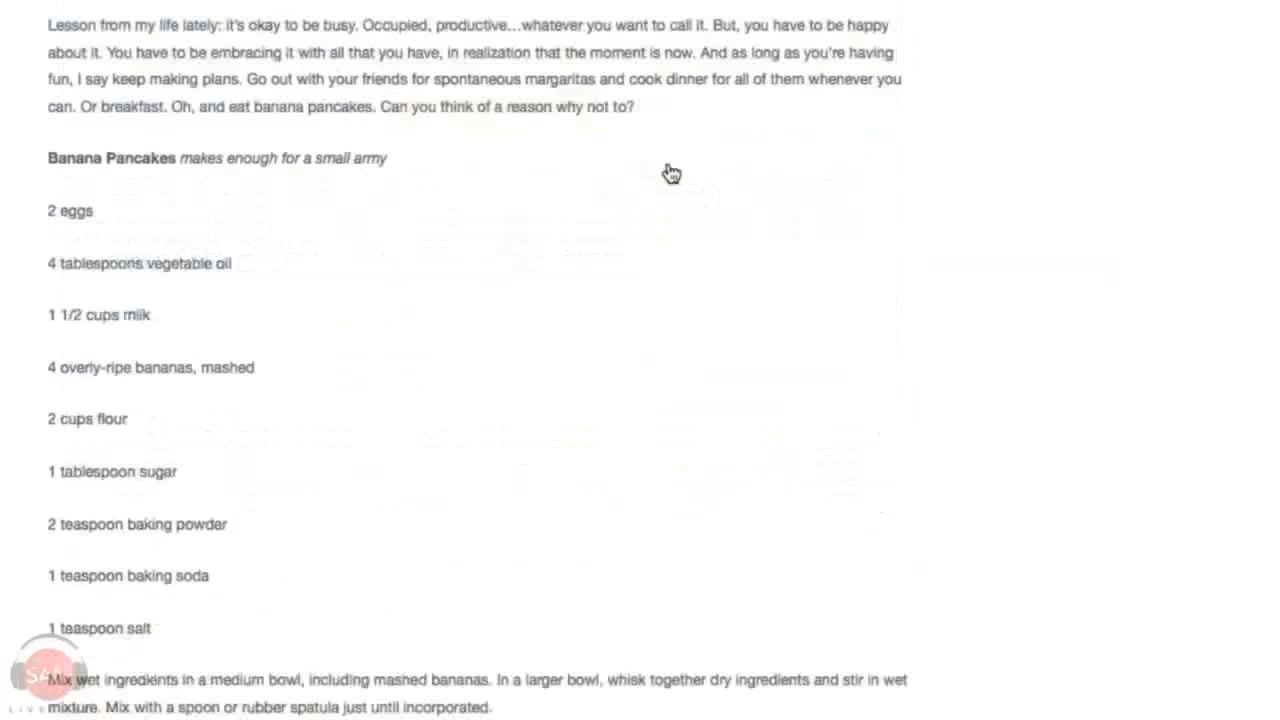 Lesson from my life lately: it's okay to be busy. Occupied, productive...whatever you want to call it. But, you have to be happy
about it. You have to be embracing it with all that you have, in realization that the moment is now. And as long as you're having
fun, I say keep making plans. Go out with your friends for spontaneous margaritas and cook dinner for all of them whenever you
can. Or breakfast. Oh, and eat banana pancakes. Can you think of a reason why not to?
Banana Pancakes makes enough for a small army
2 eggs
4 tablespoons vegetable oil
1 1/2 cups milk
4 overly-ripe bananas, mashed
2 cups flour
1 tablespoon sugar
2 teaspoon baking powder
1 teaspoon baking soda
1 teaspoon salt
Mix wet ingredients in a medium bowl, including mashed bananas. In a larger bowl, whisk together dry ingredients and stir in wet
mixture. Mix with a spoon or rubber spatula just until incorporated.